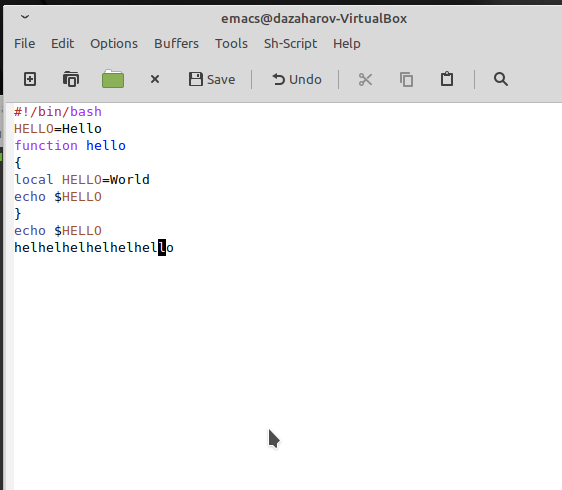 emacs@dazaharov-VirtualBox
File Edit Options Buffers Tools Sh-Script Help
Save Undo
#!/bin/bash
HELLO=Hello
function hello
{
local HELLO=World
echo $HELLO
}
echo $HELLO
helhelhelhelhelhello